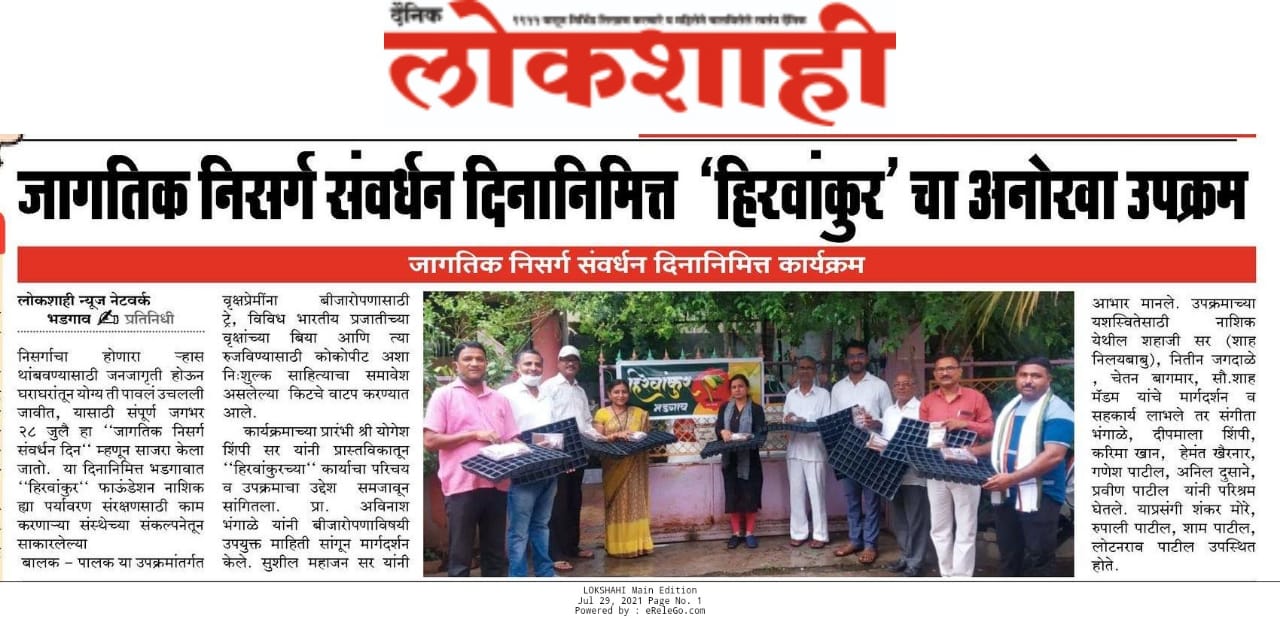 दैनिक
लोकशाही
जागतिक निसर्ग संवर्धन दिनानिमित्त ‘हिरवांकुर’ चा अनोखा उपक्रम
जागतिक निसर्ग संवर्धन दिनानिमित्त कार्यक्रम
लोकशाही न्यूज नेटवर्क
भडगाव ✍ प्रतिनिधी
निसर्गाचा होणारा ऱ्हास
थांबवण्यासाठी जनजागृती होऊन
घराघरांतून योग्य ती पावलं उचलली
जावीत, यासाठी संपूर्ण जगभर
२८ जुलै हा "जागतिक निसर्ग
संवर्धन दिन" म्हणून साजरा केला
जातो. या दिनानिमित्त भडगावात
"हिरवांकुर" फाऊंडेशन नाशिक
ह्या पर्यावरण संरक्षणसाठी काम
करणाऱ्या संस्थेच्या संकल्पनेतून
साकारलेल्या
बालक – पालक या उपक्रमांतर्गत
वृक्षप्रेमींना बीजारोपणासाठी
ट्रे, विविध भारतीय प्रजातीच्या
वृक्षांच्या बिया आणि त्या
रुजविण्यासाठी कोकोपीट अशा
निःशुल्क साहित्याचा समावेश
असलेल्या किटचे वाटप करण्यात
आले.
कार्यक्रमाच्या प्रारंभी श्री योगेश
शिंपी सर यांनी प्रास्तविकातून
"हिरवांकुरच्या" कार्याचा परिचय
व उपक्रमाचा उद्देश समजावून
सांगितला. प्रा. अविनाश
भंगाळे यांनी बीजारोपणाविषयी
उपयुक्त माहिती सांगून मार्गदर्शन
केले. सुशील महाजन सर यांनी
हिरवांकुर
भडगाव
आभार मानले. उपक्रमाच्या
यशस्वितेसाठी नाशिक
येथील शहाजी सर (शाह
निलयबाबु), नितीन जगदाळे
, चेतन बागमार, सौ.शाह
मॅडम यांचे मार्गदर्शन व
सहकार्य लाभले तर संगीता
भंगाळे, दीपमाला शिंपी,
करिमा खान, हेमंत खैरनार,
गणेश पाटील, अनिल दुसाने,
प्रवीण पाटील यांनी परिश्रम
घेतले. याप्रसंगी शंकर मोरे,
रुपाली पाटील, शाम पाटील,
लोटनराब पाटील उपस्थित
होते.
LOKSHAHI Main Edition
Jul 29, 2021 Page No. 1
Powered by : eReleGo.com